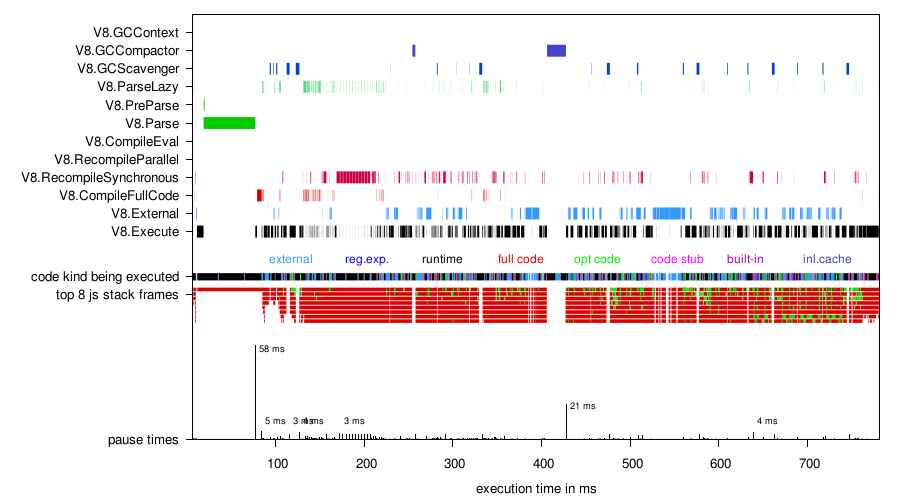 V8.GCContext
V8.GCCompactor
V8.GCScavenger
V8.ParseLazy
V8.PreParse
V8.Parse
V8.CompileEval
V8.RecompileParallel
V8.RecompileSynchronous
V8.CompileFullCode
V8.External
V8.Execute
external reg.exp. runtime full code opt code code stub built-in inl.cache
code kind being executed
top 8 js stack frames
58 ms
21 ms
5 ms 3 ms 3 ms 4 ms
pause times
100 200 300 400 500 600 700
execution time in ms